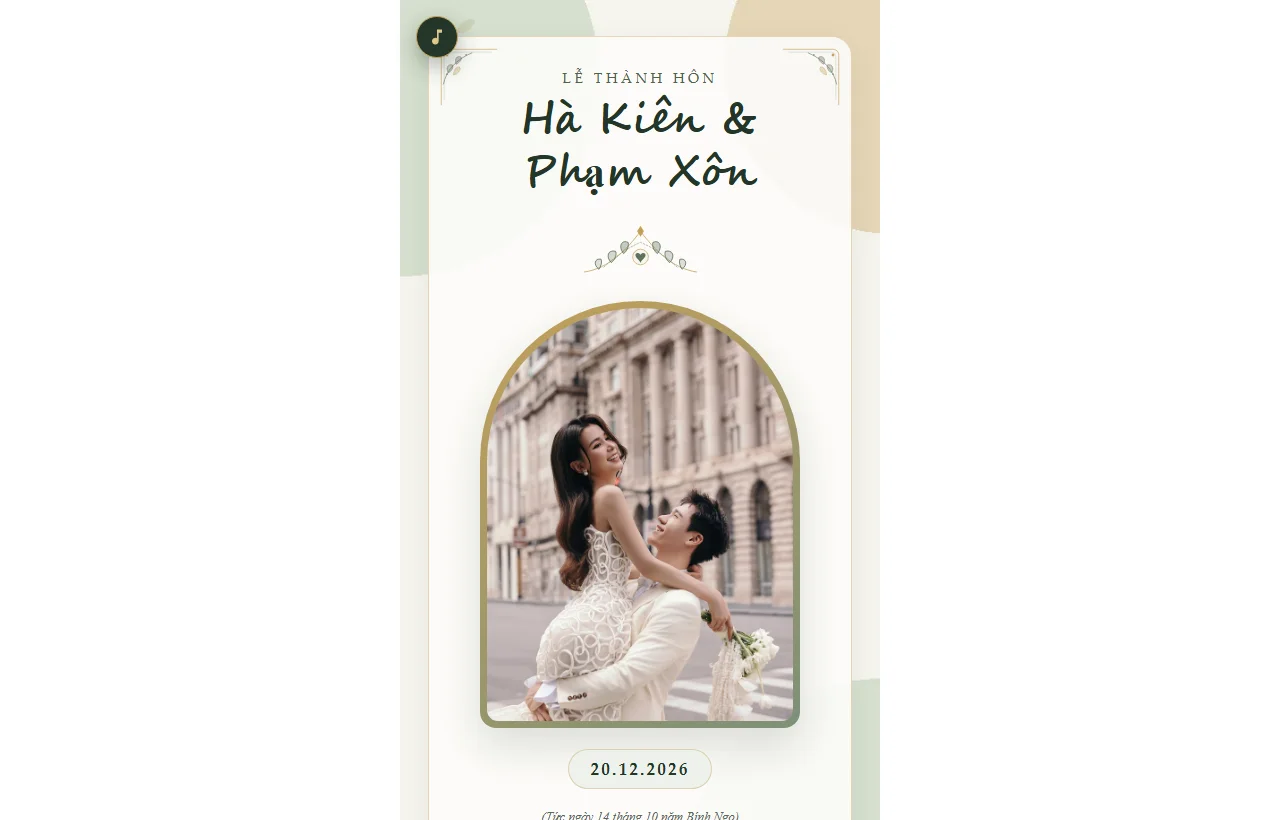 LỄ THÀNH HÔN
Hà Kiên &
Phạm Xôn
20.12.2026
(Tức ngày 14 tháng 10 năm Bính Ngọ)